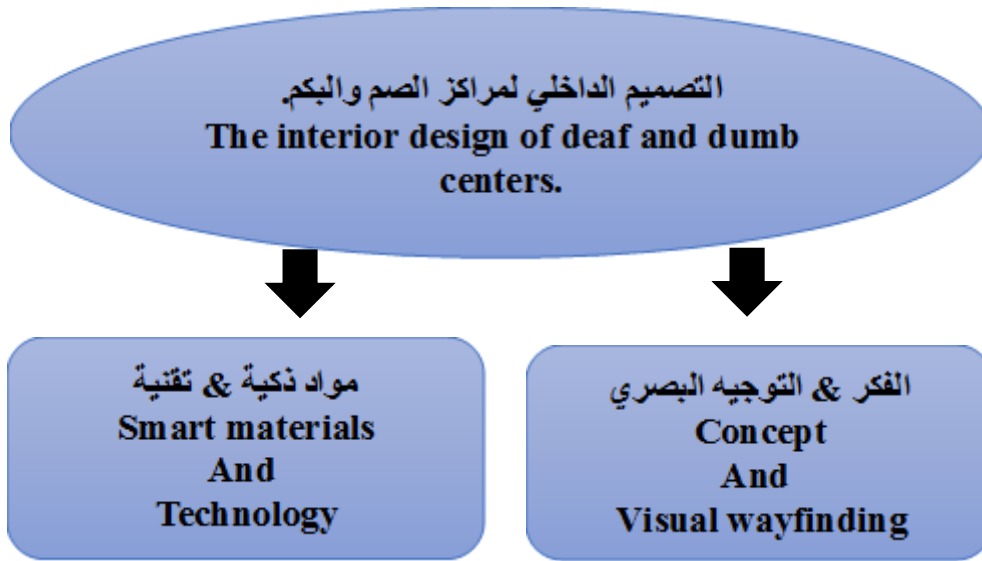 التصميم الداخلي لمراكز الصم والبكم.
The interior design of deaf and dumb
centers.
مواد ذكية & تقنية
Smart materials
And
Technology
الفكر & التوجيه البصري
Concept
And
Visual wayfinding